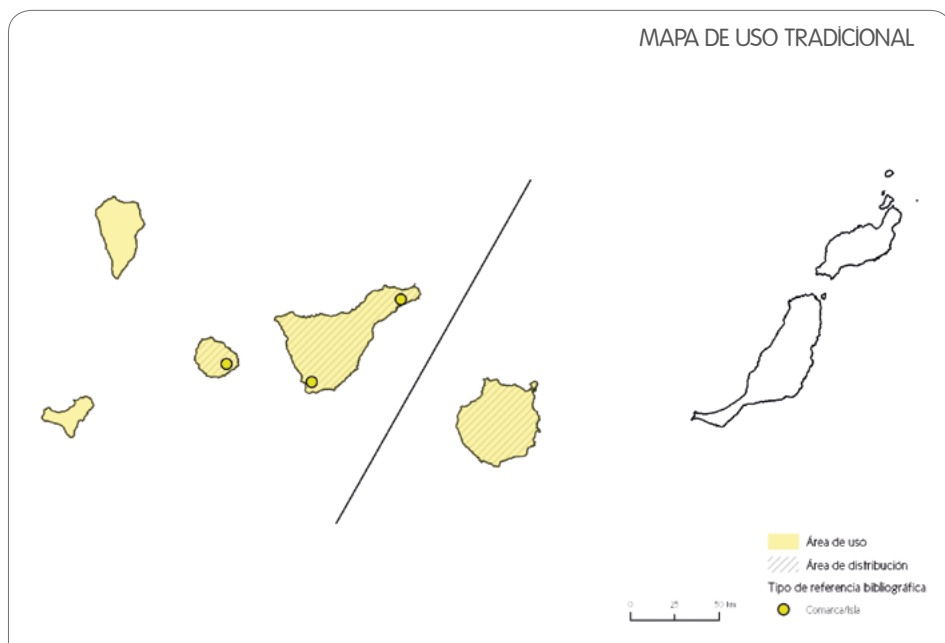 MAPA DE USO TRADICIONAL
Área de uso
Área de distribución
Tipo de referencia bibliográfica
Comarca/Isla
0 25 50 km